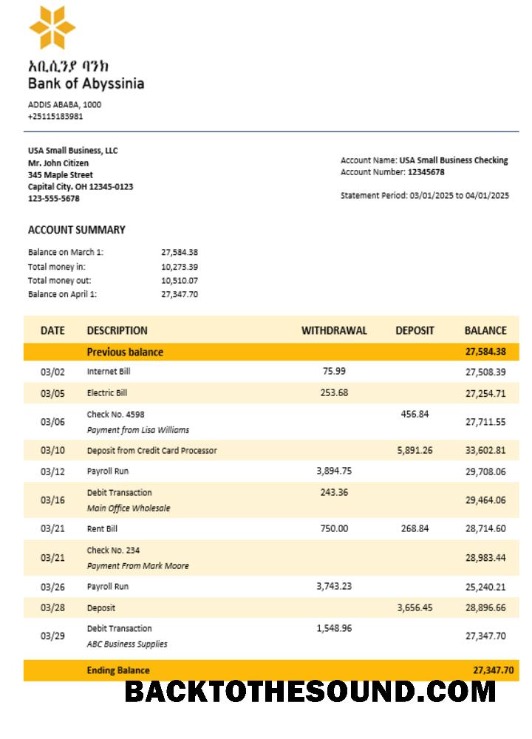 አቢሲንያ ባንክ
Bank of Abyssinia
ADDIS ABABA, 1000
+25115183981
USA Small Business, LLC
Mr. John Citizen
345 Maple Street
Capital City. OH 12345-0123
123-555-5678
Account Name: USA Small Business Checking
Account Number: 12345678
Statement Period: 03/01/2025 to 04/01/2025
ACCOUNT SUMMARY
Balance on March 1: 27,584.38
Total money in: 10,273.39
Total money out: 10,510.07
Balance on April 1: 27,347.70
DATE DESCRIPTION WITHDRAWAL DEPOSIT BALANCE
Previous balance 27,584.38
03/02 Internet Bill 75.99 27,508.39
03/05 Electric Bill 253.68 27,254.71
03/06 Check No. 4598 456.84 27,711.55
Payment from Lisa Williams
03/10 Deposit from Credit Card Processor 5,891.26 33,602.81
03/12 Payroll Run 3,894.75 29,708.06
03/16 Debit Transaction 243.36 29,464.06
Main Office Wholesale
03/21 Rent Bill 750.00 268.84 28,714.60
03/21 Check No. 234 28,983.44
Payment From Mark Moore
03/26 Payroll Run 3,743.23 25,240.21
03/28 Deposit 3,656.45 28,896.66
03/29 Debit Transaction 1,548.96 27,347.70
ABC Business Supplies
Ending Balance 27,347.70
BACKTOTHESOUND.COM